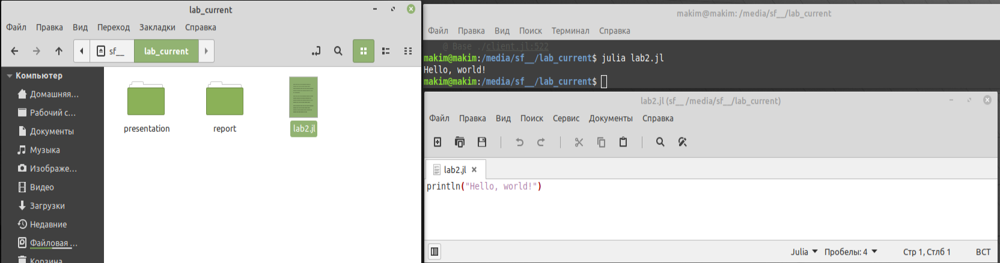 lab_current
Файл Правка Вид Переход Закладки Справка
sf__ lab_current
Компьютер
Домашняя...
Рабочий с...
Документы
Музыка
Изображе...
Видео
Загрузки
Недавние
Файловая ...
Корзина
presentation report lab2.jl
makim@makim: /media/sf__/lab_current
Файл Правка Вид Поиск Терминал Справка
@ Base ./client.jl:522
makim@makim:/media/sf__/lab_current$ julia lab2.jl
Hello, world!
makim@makim:/media/sf__/lab_current$
lab2.jl (sf__ /media/sf__/lab_current)
Файл Правка Вид Поиск Сервис Документы Справка
lab2.jl
println("Hello, world!")
Julia Пробелы: 4 Стр 1, Стлб 1 ВСТ